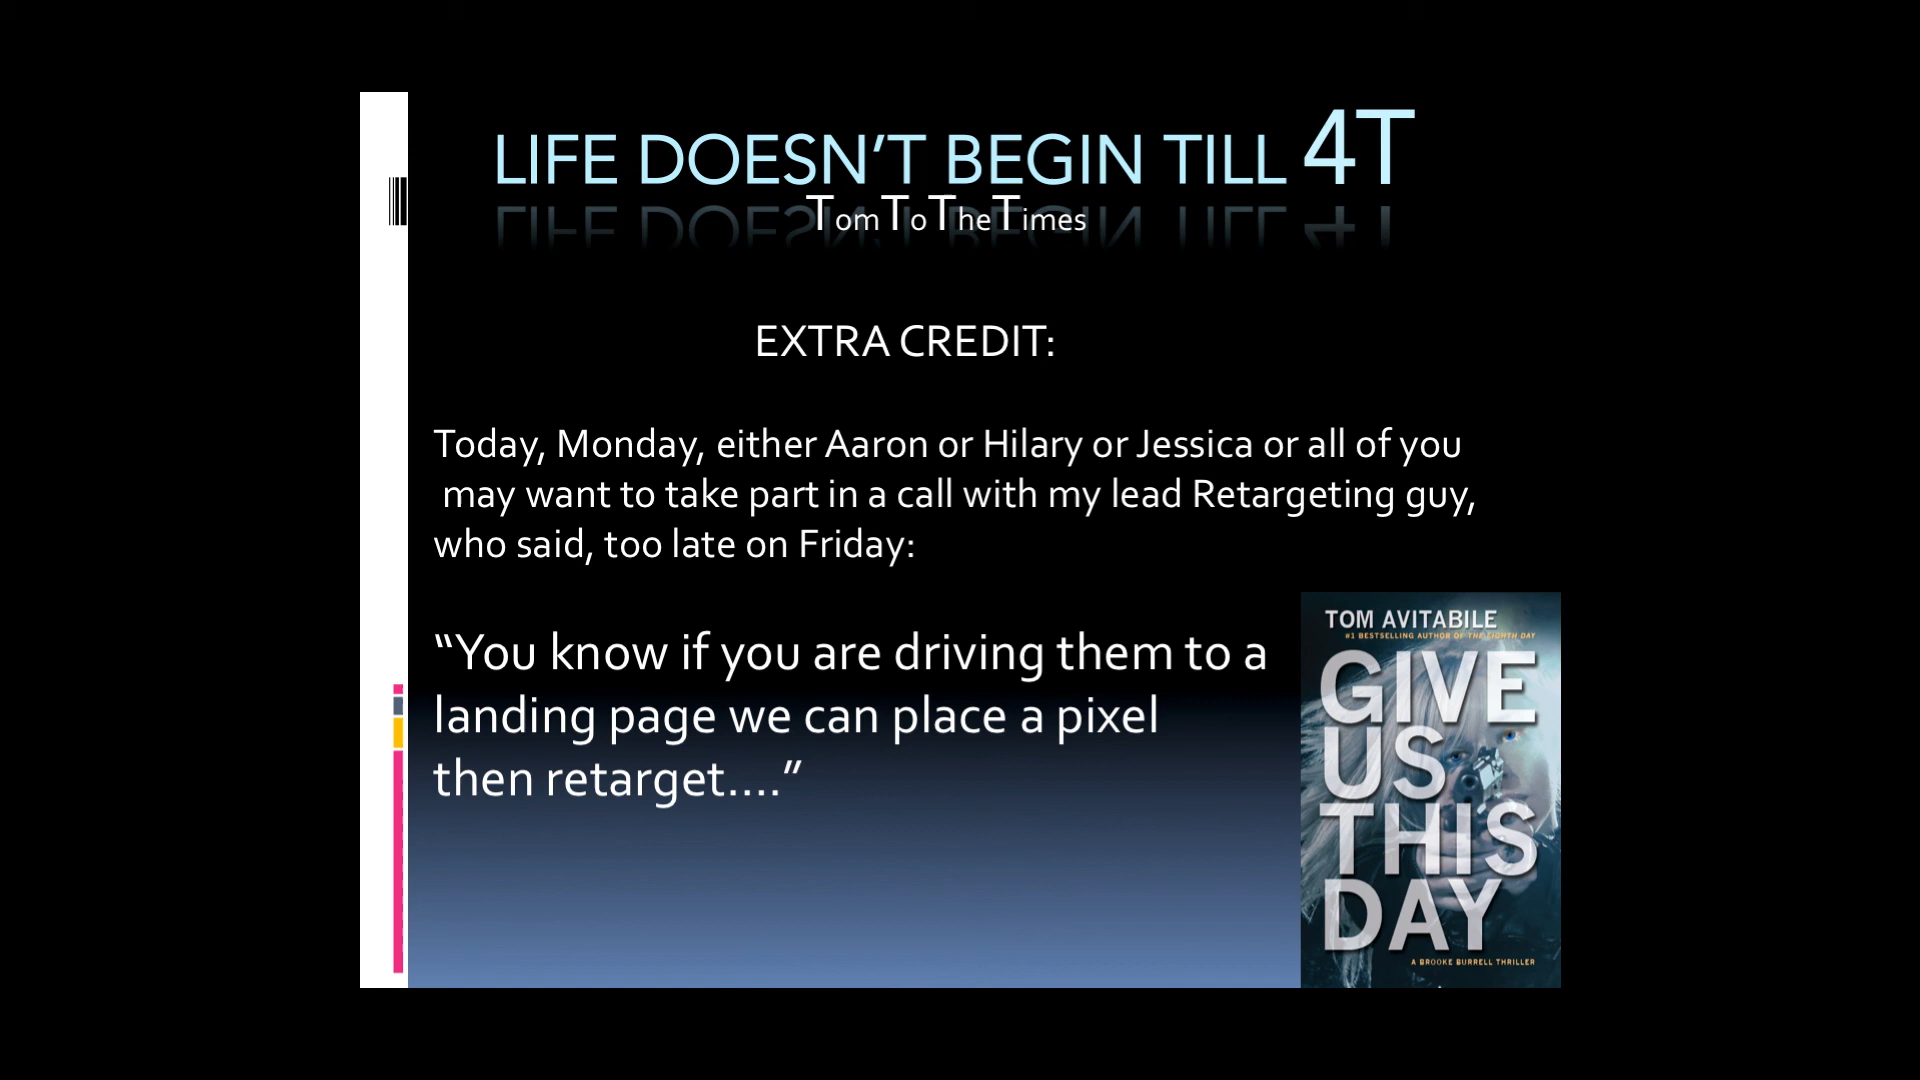 LIFE DOESN’T BEGIN TILL 4T
TomToTheTimes
EXTRA CREDIT:
Today, Monday, either Aaron or Hilary or Jessica or all of you
may want to take part in a call with my lead Retargeting guy,
who said, too late on Friday:
“You know if you are driving them to a
landing page we can place a pixel
then retarget....”
TOM AVITABILE
#1 BESTSELLING AUTHOR OF THE EIGHTH DAY
GIVE
US
THIS
DAY
A BROOKE BURRELL THRILLER